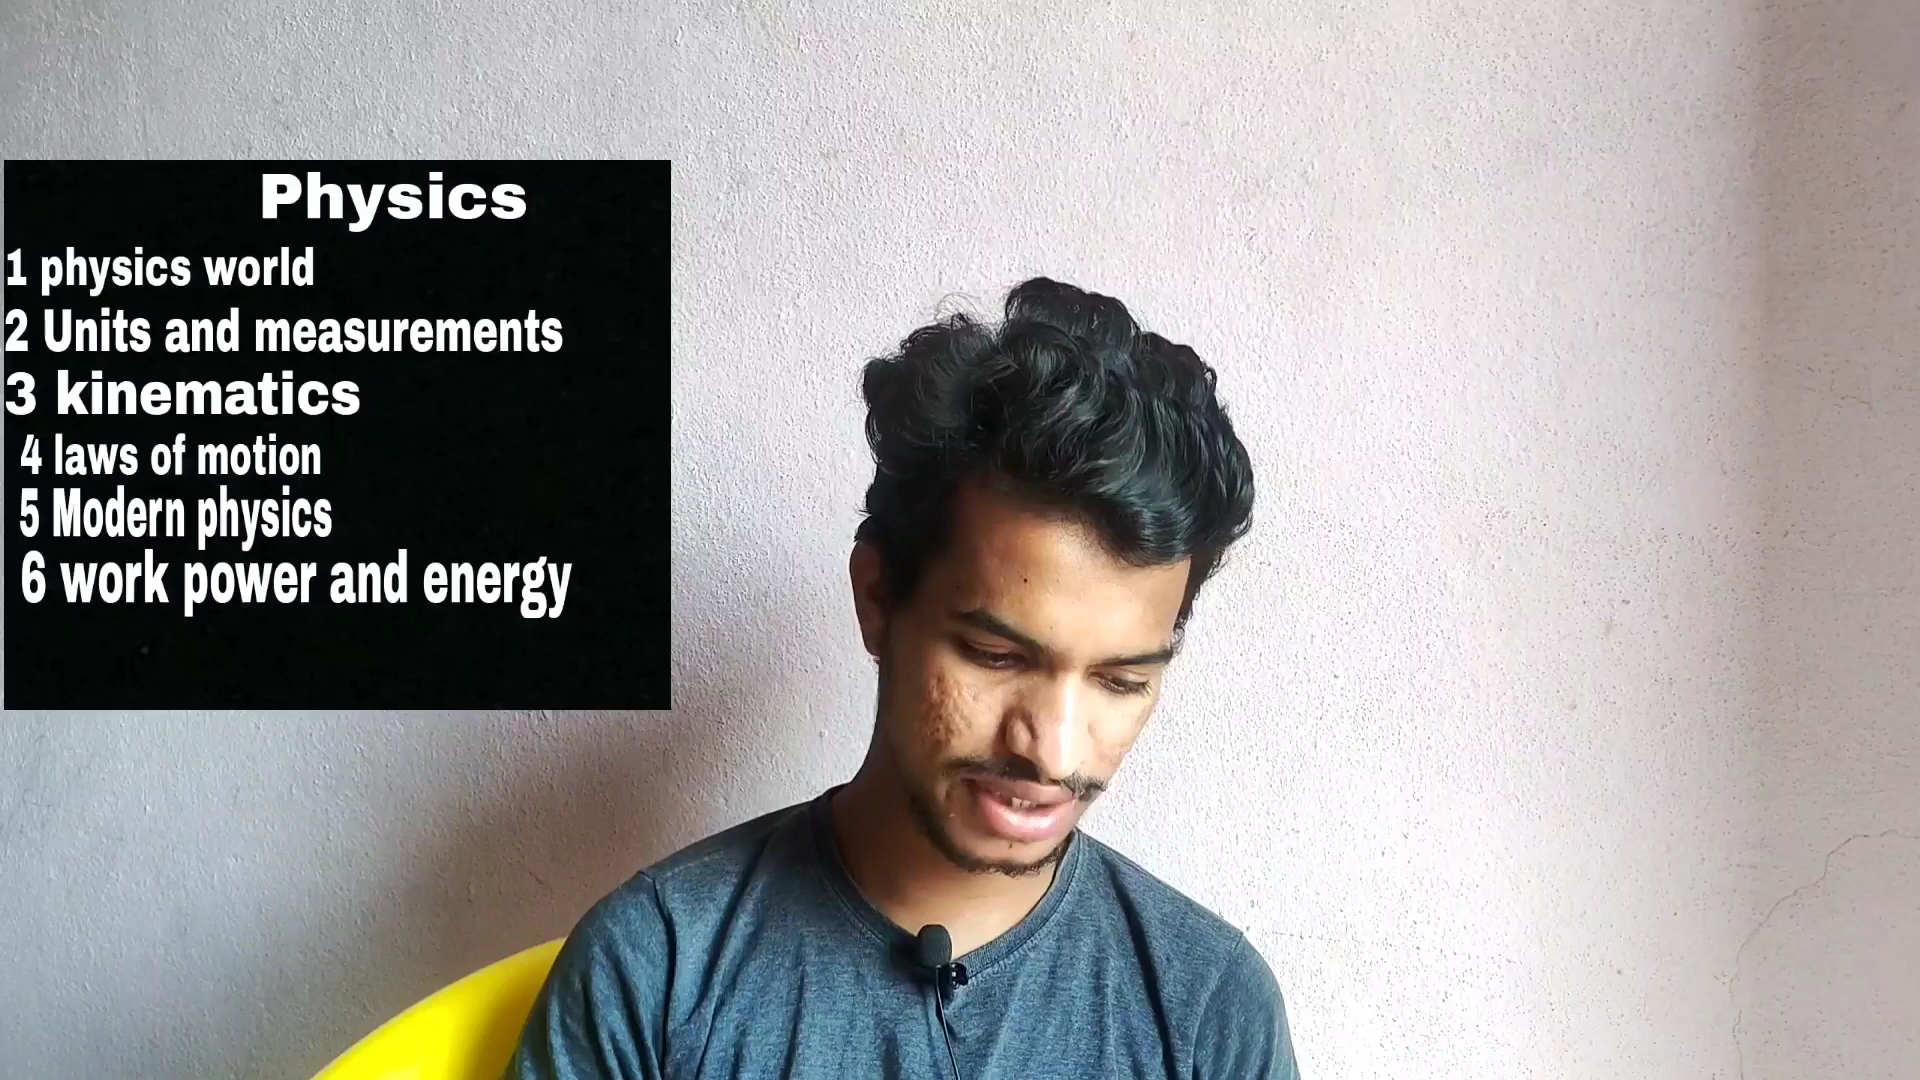 Physics
1 physics world
2 Units and measurements
3 kinematics
4 laws of motion
5 Modern physics
6 work power and energy